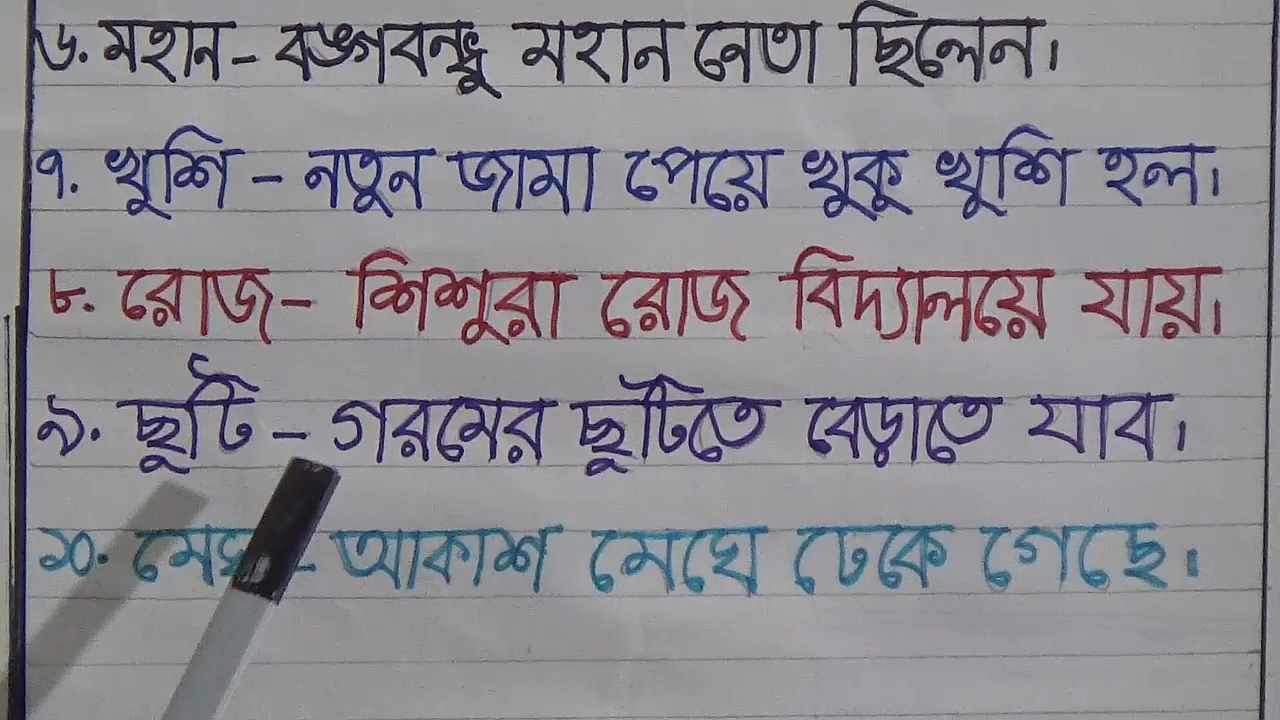 ৬. মহান - বঙ্গবন্ধু মহান নেতা ছিলেন।
৭. খুশি - নতুন জামা পেয়ে খুকু খুশি হল।
৮. রোজ - শিশুরা রোজ বিদ্যালয়ে যায়।
৯. ছুটি - গরমের ছুটিতে বেড়াতে যাব।
১০. মেঘ - আকাশ মেঘে ঢেকে গেছে।